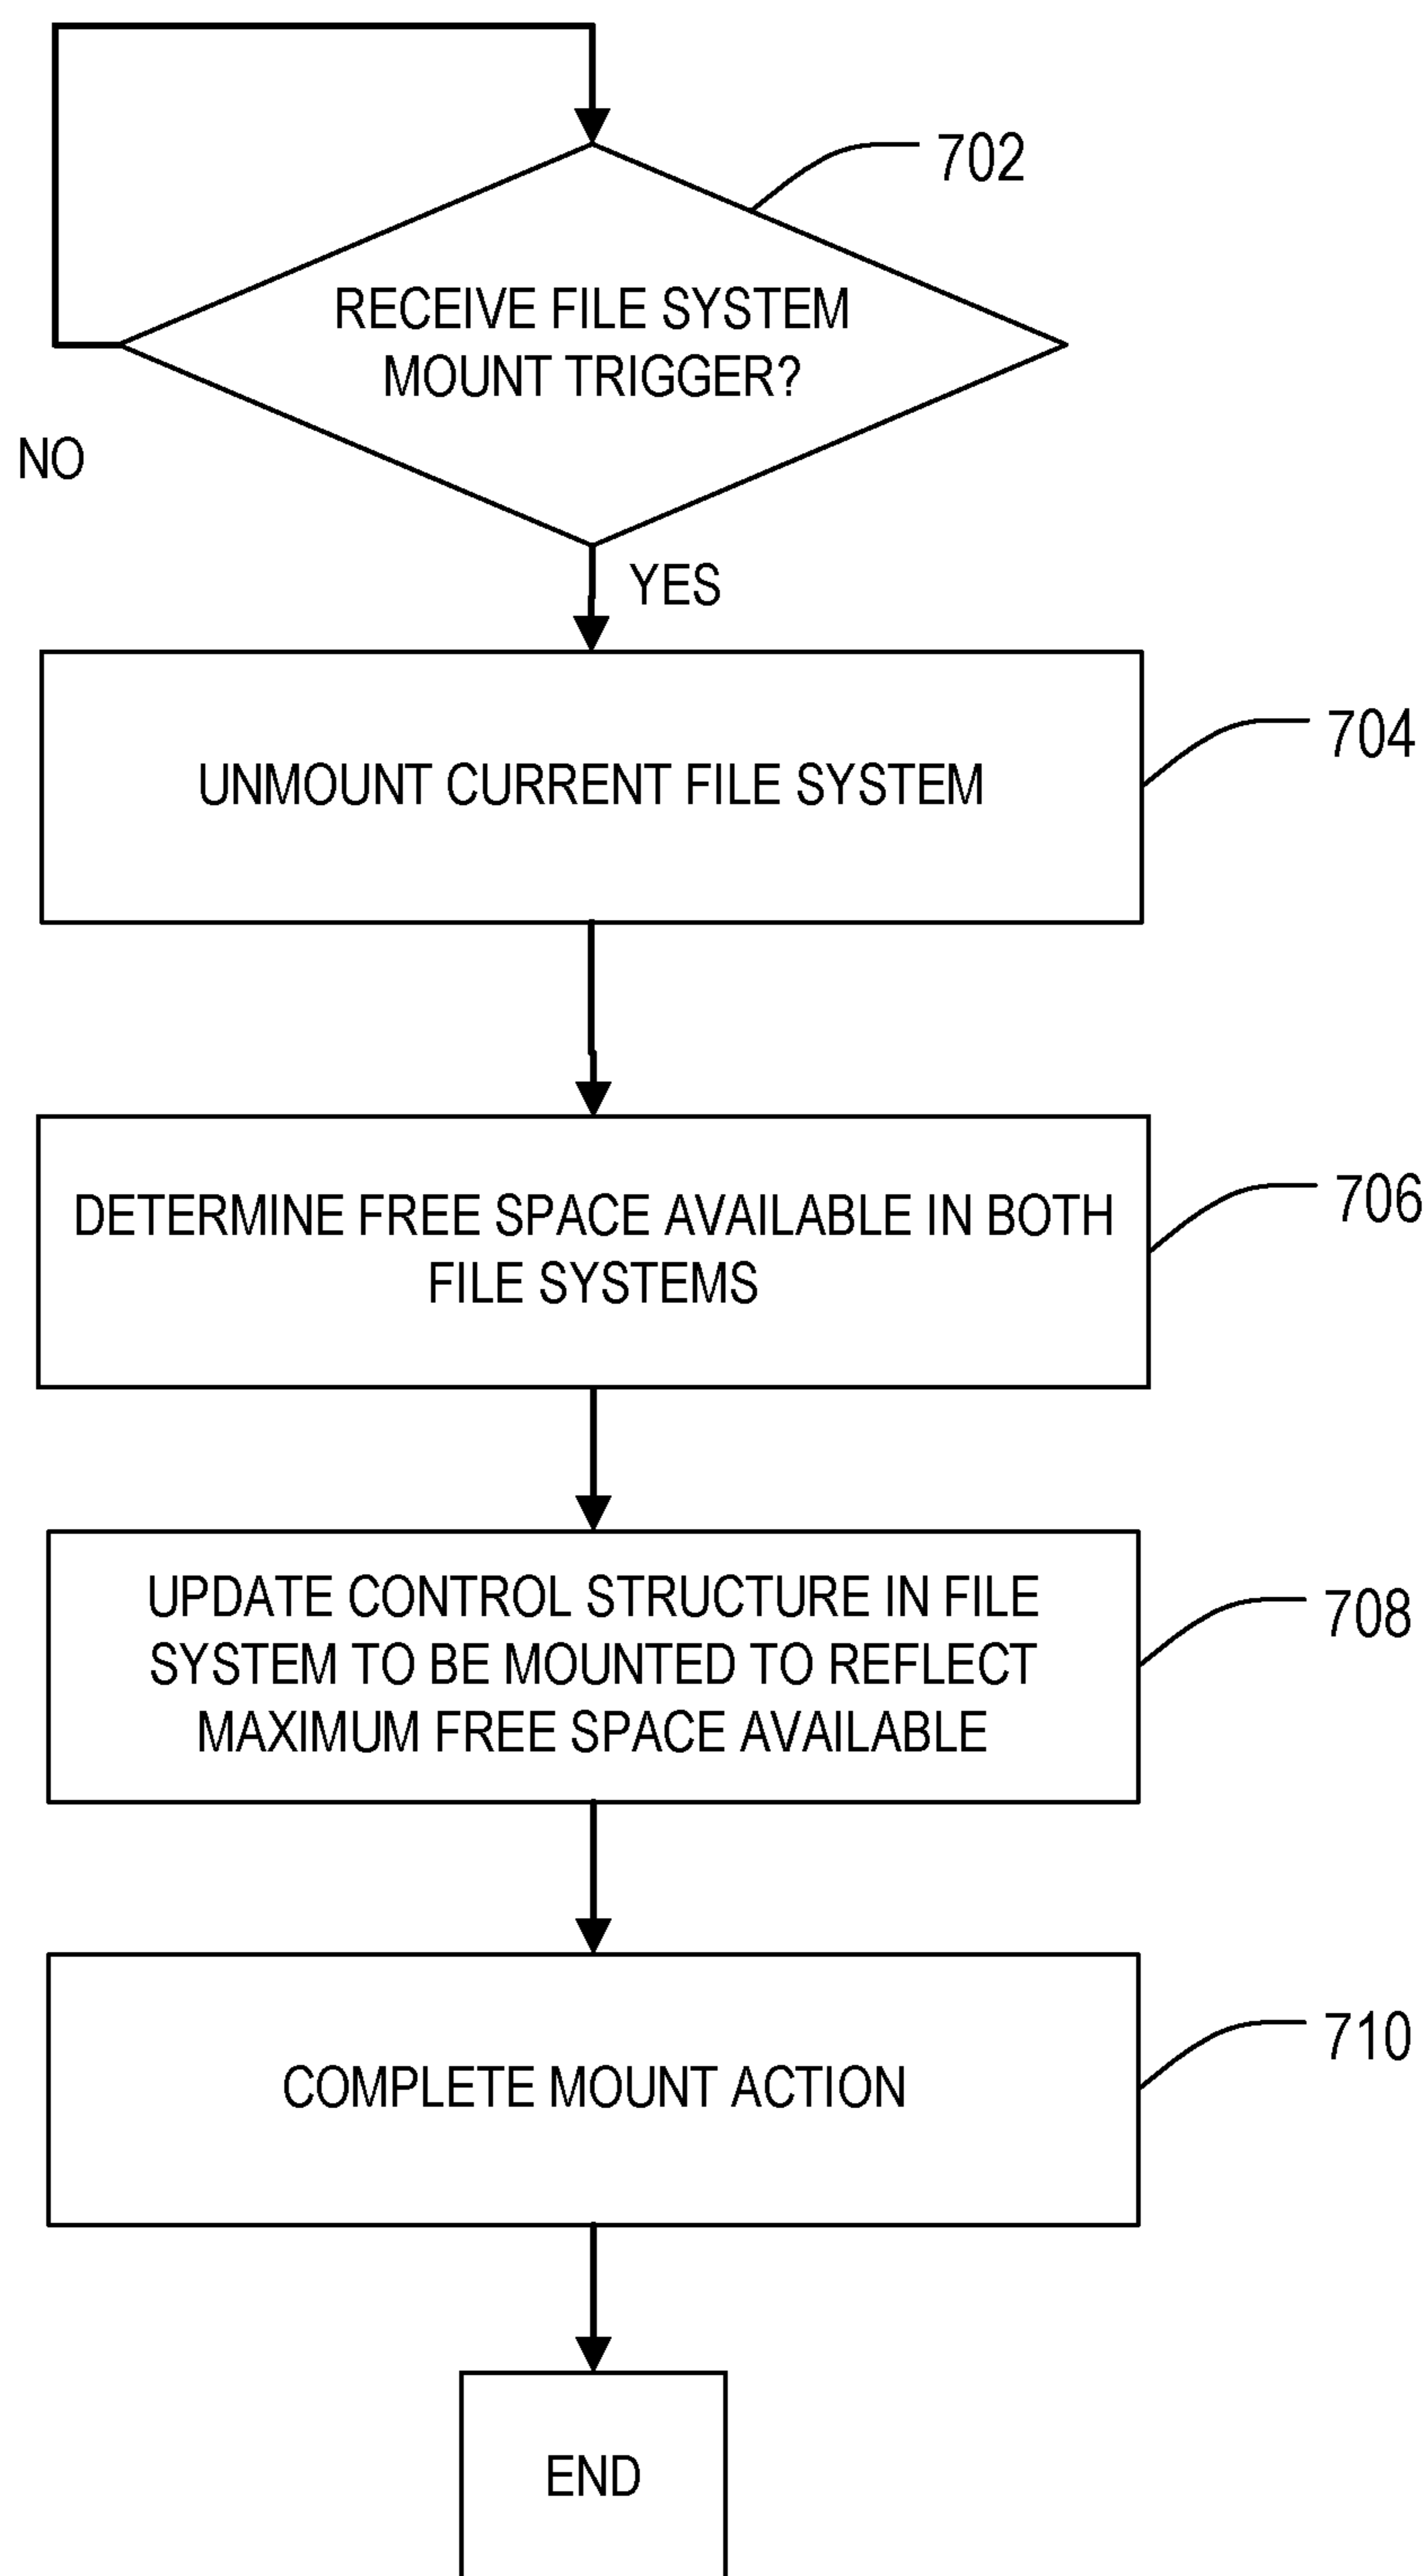 702
RECEIVE FILE SYSTEM
MOUNT TRIGGER?
NO
YES
704
UNMOUNT CURRENT FILE SYSTEM
706
DETERMINE FREE SPACE AVAILABLE IN BOTH
FILE SYSTEMS
708
UPDATE CONTROL STRUCTURE IN FILE
SYSTEM TO BE MOUNTED TO REFLECT
MAXIMUM FREE SPACE AVAILABLE
710
COMPLETE MOUNT ACTION
END